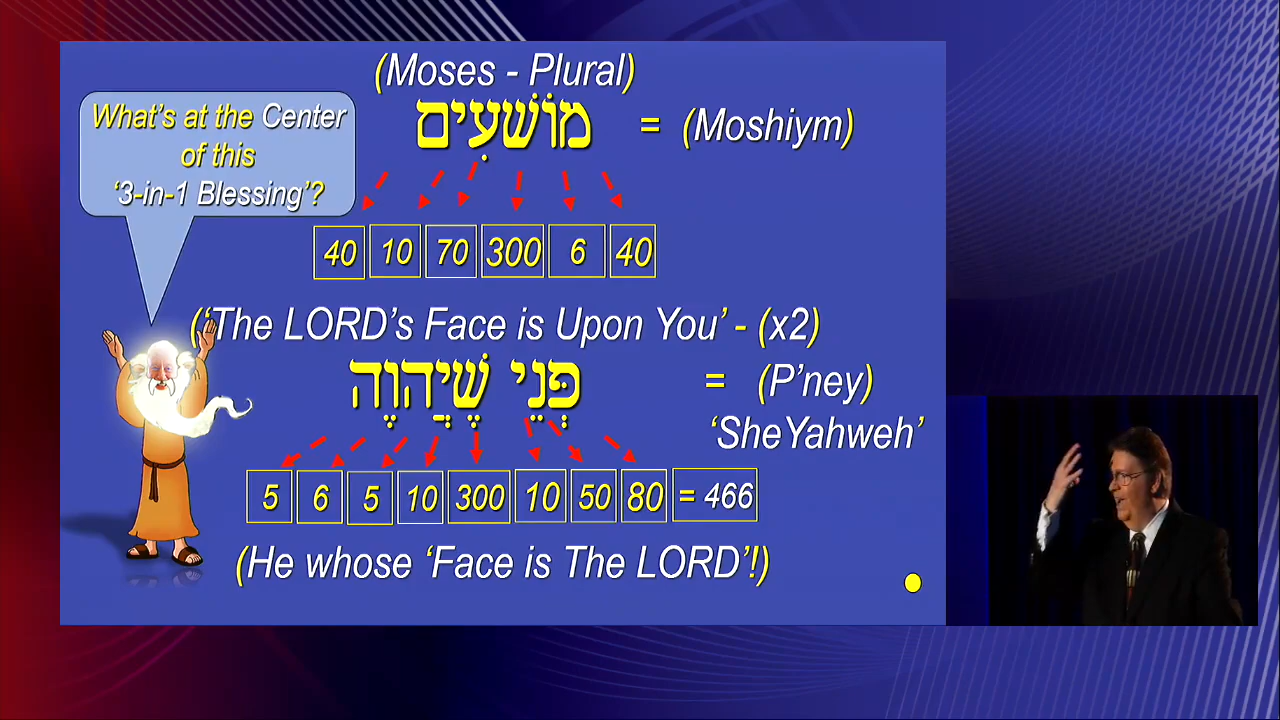 (Moses - Plural)
What's at the Center
of this
'3-in-1 Blessing'?
מוֹשִׁעִים = (Moshiym)
40 10 70 300 6 40
('The LORD's Face is Upon You' - (x2)
פְּנֵי שֶׁיֲהוֶה = (P'ney)
'SheYahweh'
5 6 5 10 300 10 50 80 = 466
(He whose 'Face is The LORD'!)